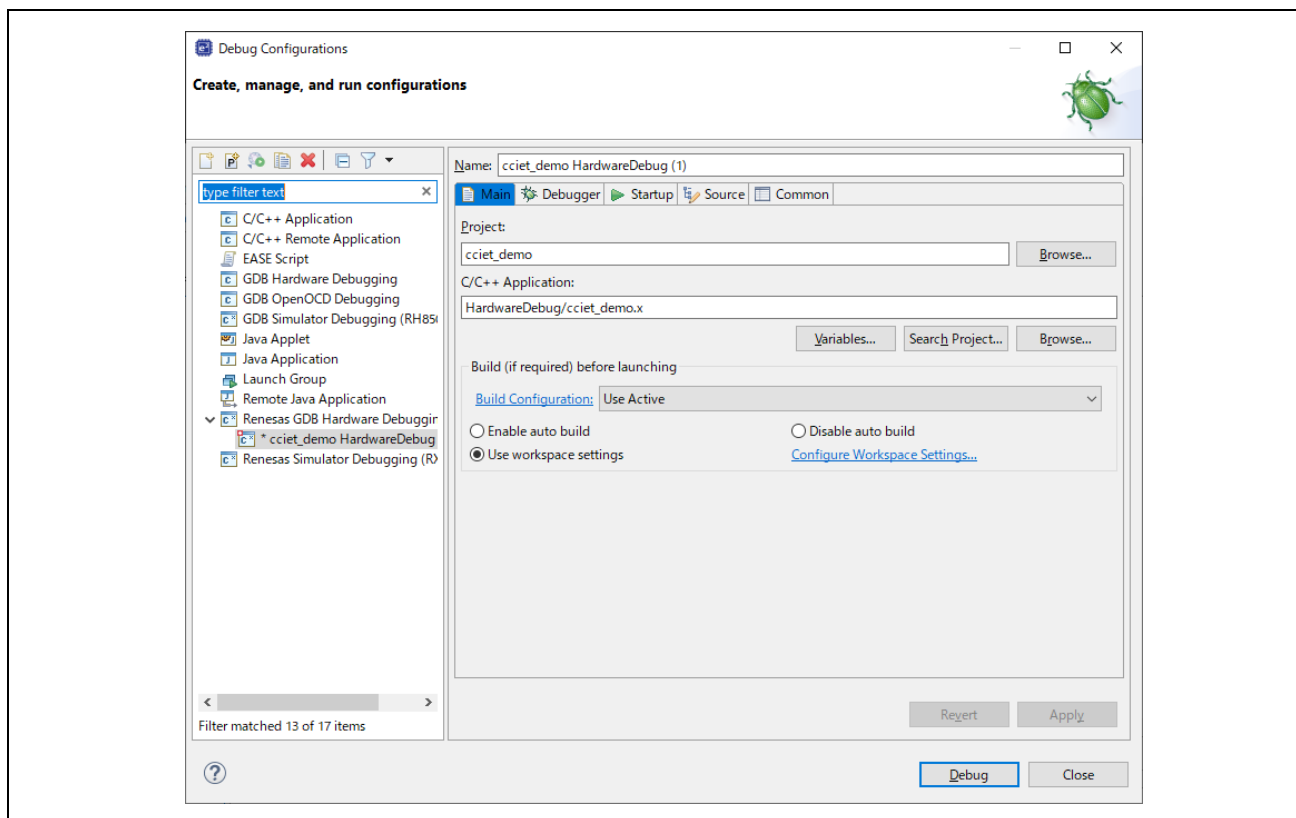 Debug Configurations
Create, manage, and run configurations
type filter text
C/C++ Application
C/C++ Remote Application
EASE Script
GDB Hardware Debugging
GDB OpenOCD Debugging
GDB Simulator Debugging (RH850
Java Applet
Java Application
Launch Group
Remote Java Application
Renesas GDB Hardware Debuggin
* cciet_demo HardwareDebug
Renesas Simulator Debugging (RX
Filter matched 13 of 17 items
Name: cciet_demo HardwareDebug (1)
Main Debugger Startup Source Common
Project:
cciet_demo Browse...
C/C++ Application:
HardwareDebug/cciet_demo.x
Variables... Search Project... Browse...
Build (if required) before launching
Build Configuration: Use Active
Enable auto build Disable auto build
Use workspace settings Configure Workspace Settings...
Revert Apply
Debug Close